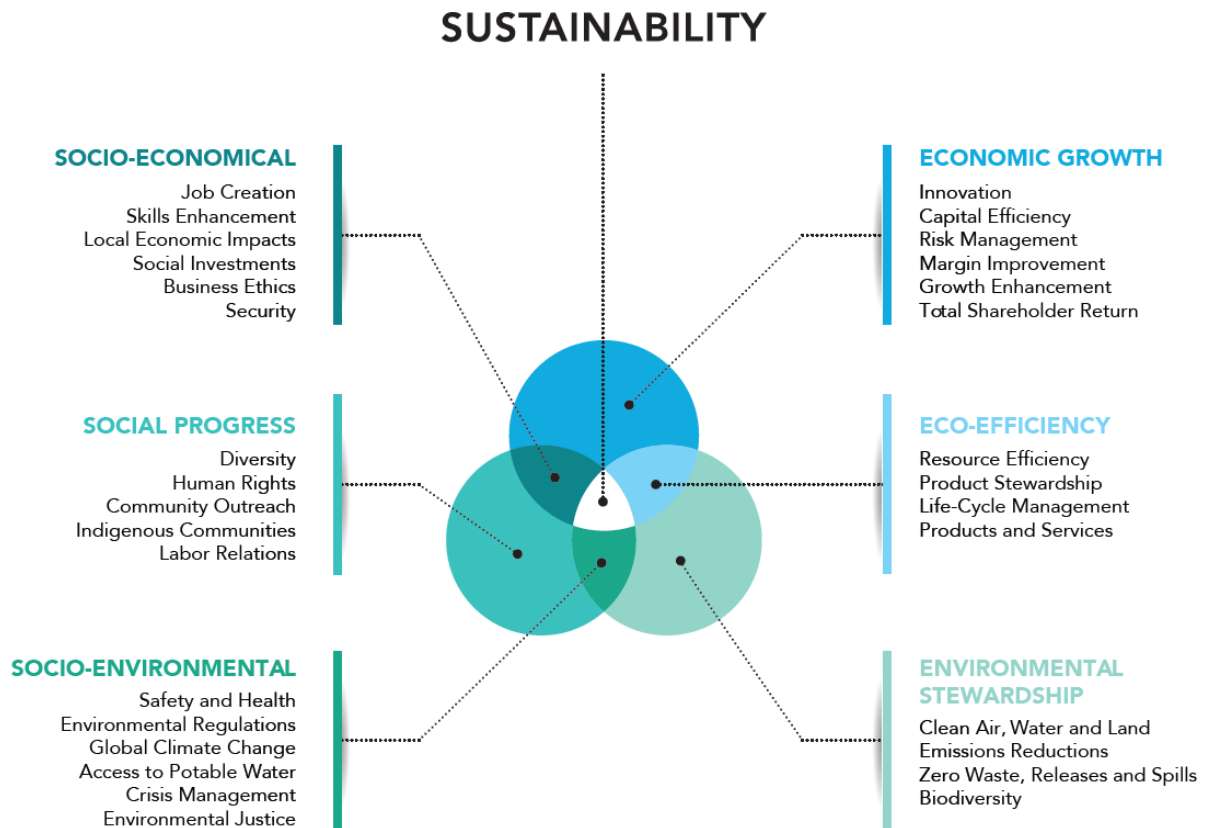 SUSTAINABILITY
SOCIO-ECONOMICAL
Job Creation
Skills Enhancement
Local Economic Impacts
Social Investments
Business Ethics
Security
ECONOMIC GROWTH
Innovation
Capital Efficiency
Risk Management
Margin Improvement
Growth Enhancement
Total Shareholder Return
SOCIAL PROGRESS
Diversity
Human Rights
Community Outreach
Indigenous Communities
Labor Relations
ECO-EFFICIENCY
Resource Efficiency
Product Stewardship
Life-Cycle Management
Products and Services
SOCIO-ENVIRONMENTAL
Safety and Health
Environmental Regulations
Global Climate Change
Access to Potable Water
Crisis Management
Environmental Justice
ENVIRONMENTAL
STEWARDSHIP
Clean Air, Water and Land
Emissions Reductions
Zero Waste, Releases and Spills
Biodiversity